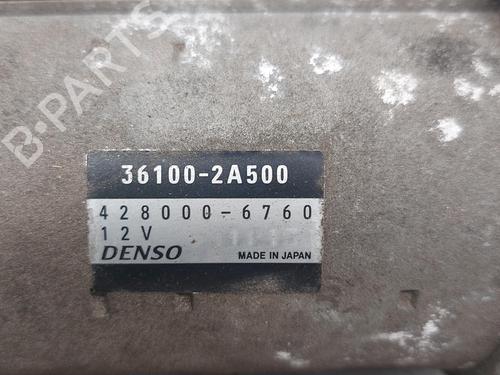 B-PARTS
36100-2A500
428000-6760
12V
DENSO MADE IN JAPAN